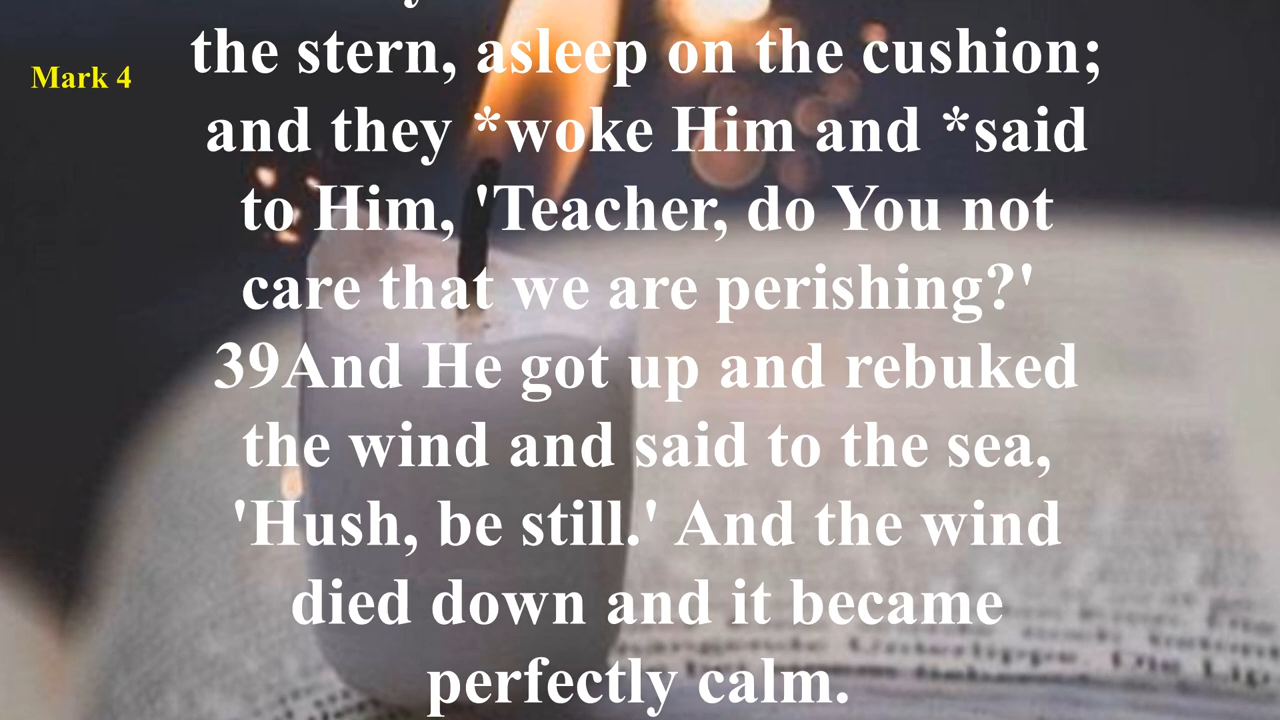 Mark 4
the stern, asleep on the cushion;
and they *woke Him and *said
to Him, 'Teacher, do You not
care that we are perishing?'
39And He got up and rebuked
the wind and said to the sea,
'Hush, be still.' And the wind
died down and it became
perfectly calm.